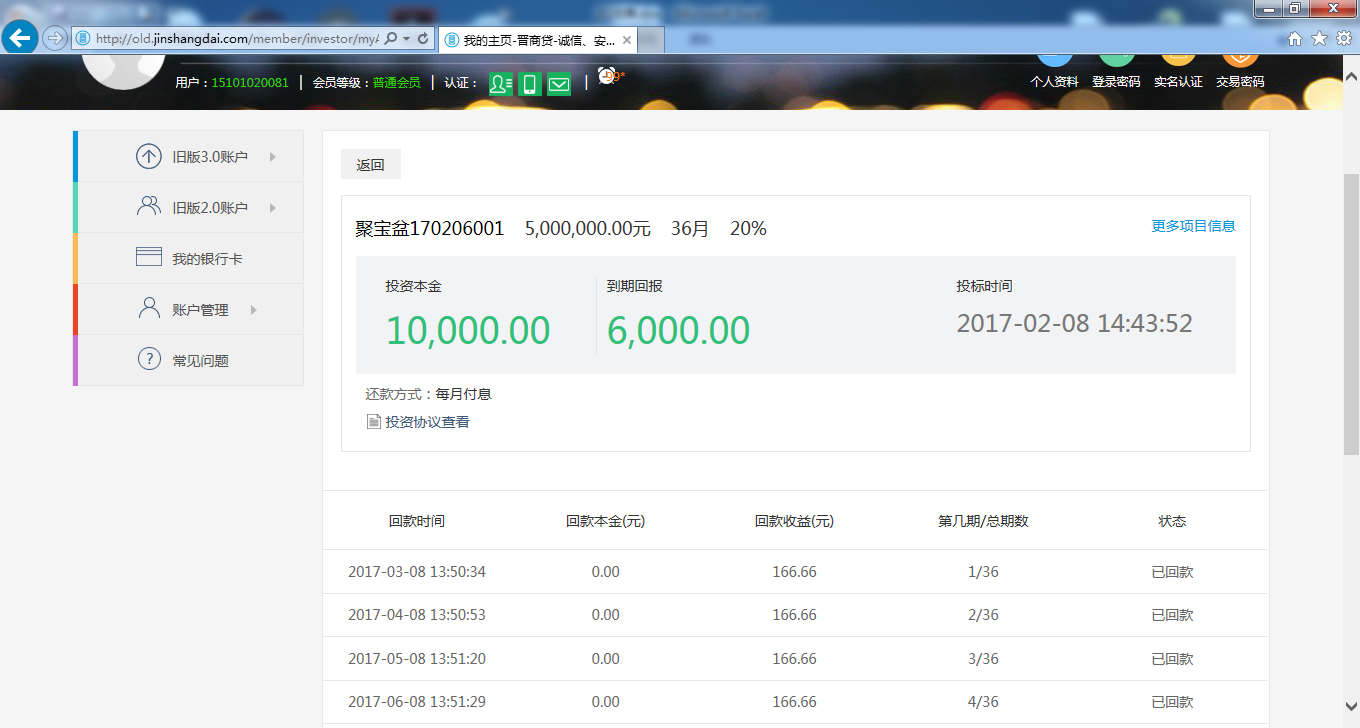 http://old.jinshangdai.com/member/investor/my
我的主页-晋商贷-诚信、安...
用户：15101020081 | 会员等级：普通会员 | 认证： |
个人资料 登录密码 实名认证 交易密码
旧版3.0账户
旧版2.0账户
我的银行卡
账户管理
? 常见问题
返回
聚宝盆170206001 5,000,000.00元 36月 20% 更多项目信息
投资本金 到期回报 投标时间
10,000.00 6,000.00 2017-02-08 14:43:52
还款方式：每月付息
投资协议查看
回款时间 回款本金(元) 回款收益(元) 第几期/总期数 状态
2017-03-08 13:50:34 0.00 166.66 1/36 已回款
2017-04-08 13:50:53 0.00 166.66 2/36 已回款
2017-05-08 13:51:20 0.00 166.66 3/36 已回款
2017-06-08 13:51:29 0.00 166.66 4/36 已回款